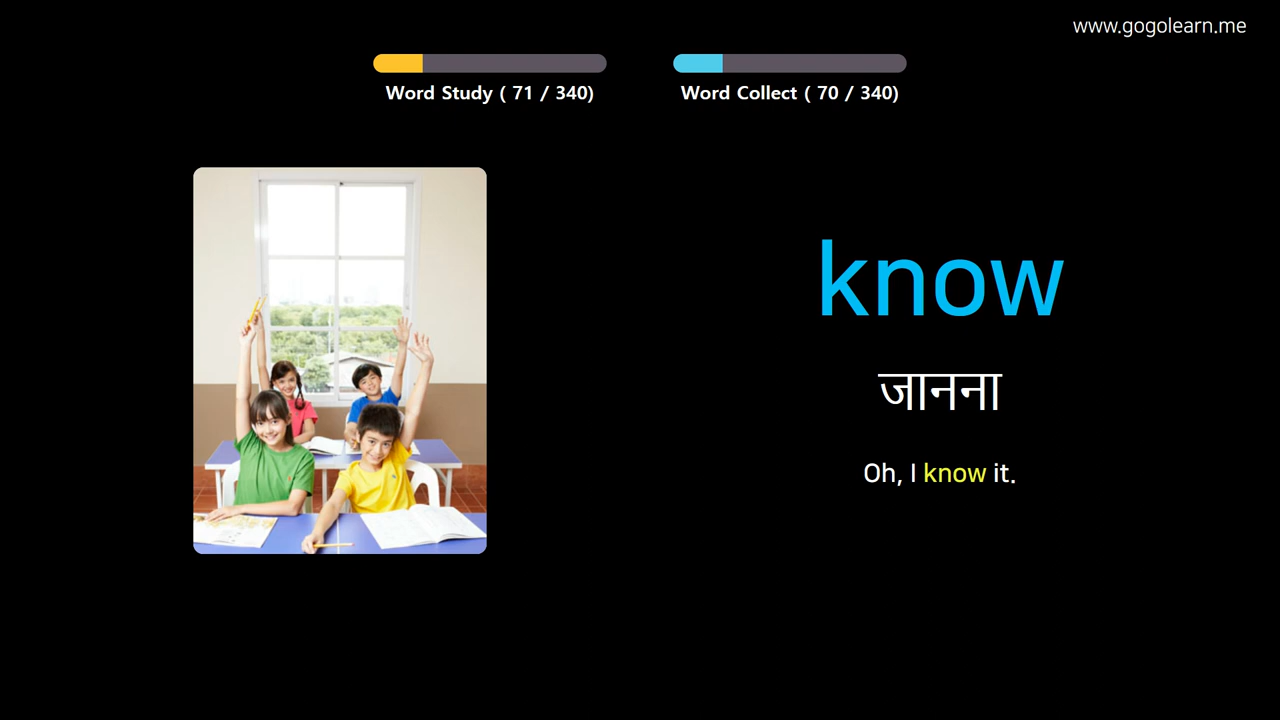 www.gogolearn.me
Word Study ( 71 / 340)
Word Collect ( 70 / 340)
know
जानना
Oh, I know it.